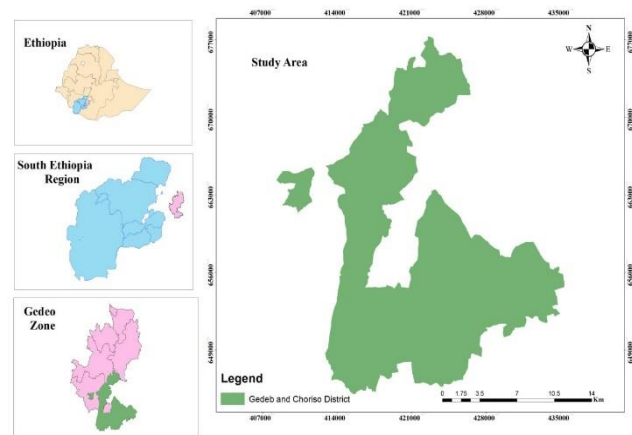 Ethiopia
South Ethiopia
Region
Gedeo
Zone
407000 414000 421000 428000 435000
Study Area
N
W E
S
677000
670000
663000
656000
649000
677000
670000
663000
656000
649000
Legend
Gedeb and Choriso District
0 1.75 3.5 7 10.5 14
Km
407000 414000 421000 428000 435000